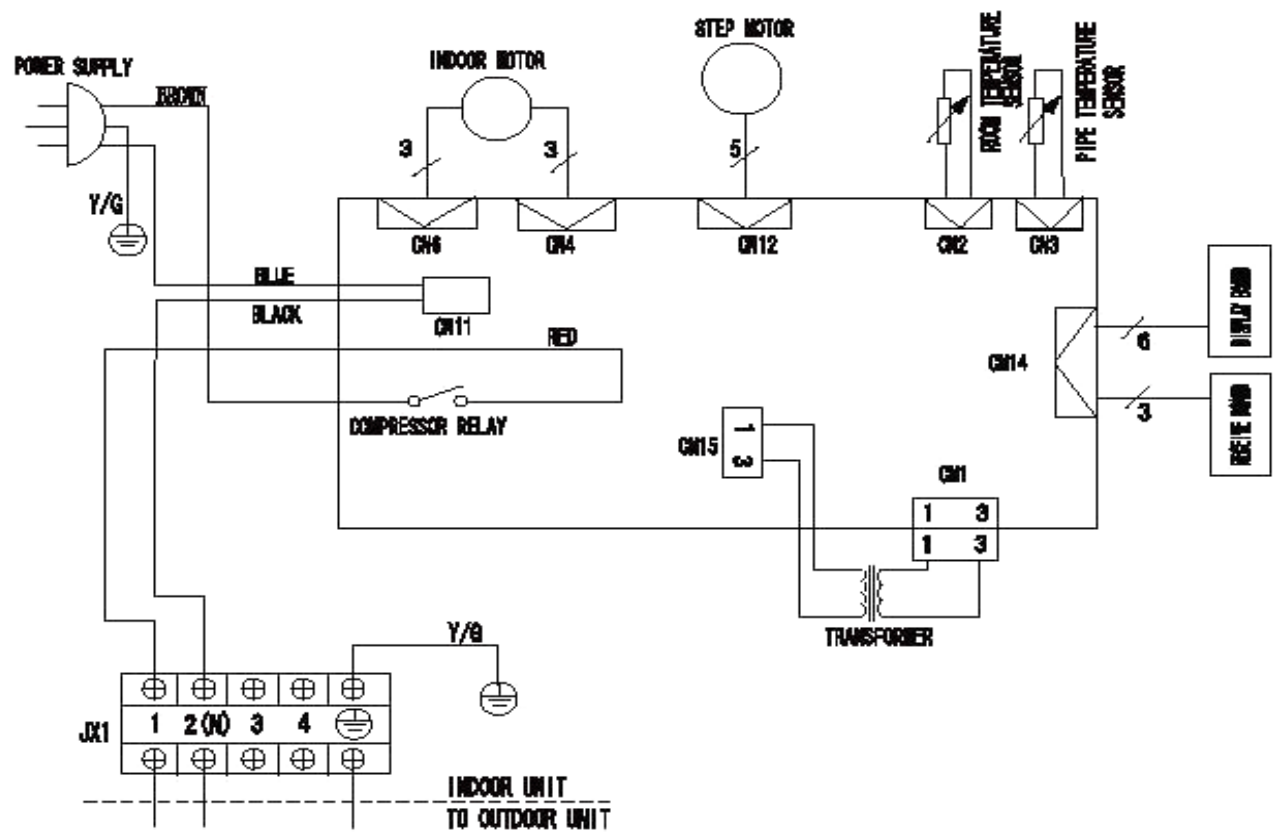 STEP MOTOR
INDOOR MOTOR
POWER SUPPLY
BROWN
ROOM TEMPERATURE
SENSOR
PIPE TEMPERATURE
SENSOR
3
3
5
Y/G
CN6
CN4
CN12
CN2
CN3
BLUE
BLACK
CN11
RED
COMPRESSOR RELAY
CN14
6
3
DISPLAY BOARD
CN15
1
3
CN1
1 3
1 3
TRANSFORMER
Y/G
JX1
1 2(N) 3 4
INDOOR UNIT
TO OUTDOOR UNIT